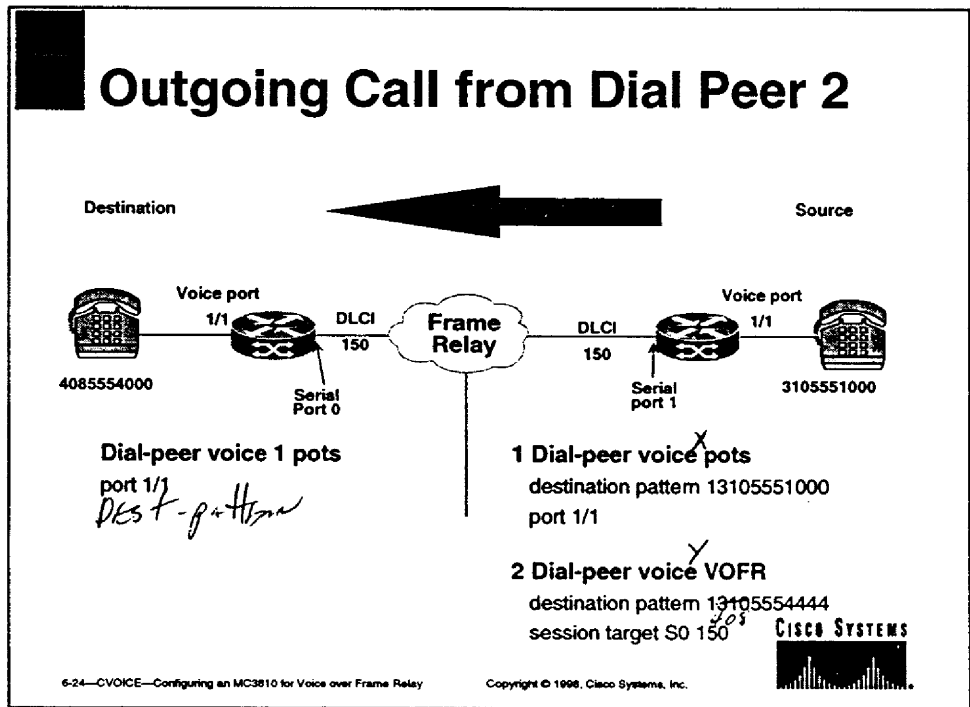 Outgoing Call from Dial Peer 2
Destination
Source
Voice port
1/1
DLCI
150
Frame
Relay
DLCI
150
Voice port
1/1
4085554000
Serial
Port 0
Serial
port 1
3105551000
Dial-peer voice 1 pots
port 1/1
DEST-pattern
X
1 Dial-peer voice pots
destination pattern 13105551000
port 1/1
Y
2 Dial-peer voice VOFR
destination pattern 13105554444
408
session target S0 150
CISCO SYSTEMS
6-24—CVOICE—Configuring an MC3810 for Voice over Frame Relay
Copyright © 1998, Cisco Systems, Inc.